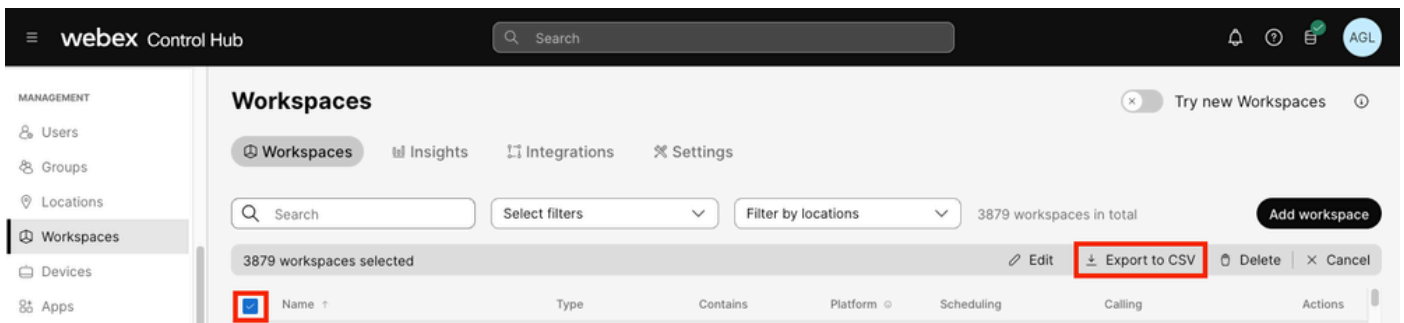 webex Control Hub
Search
AGL
MANAGEMENT
Users
Groups
Locations
Workspaces
Devices
Apps
Workspaces
Try new Workspaces
Workspaces
Insights
Integrations
Settings
Search
Select filters
Filter by locations
3879 workspaces in total
Add workspace
3879 workspaces selected
Edit
Export to CSV
Delete
Cancel
Name
Type
Contains
Platform
Scheduling
Calling
Actions